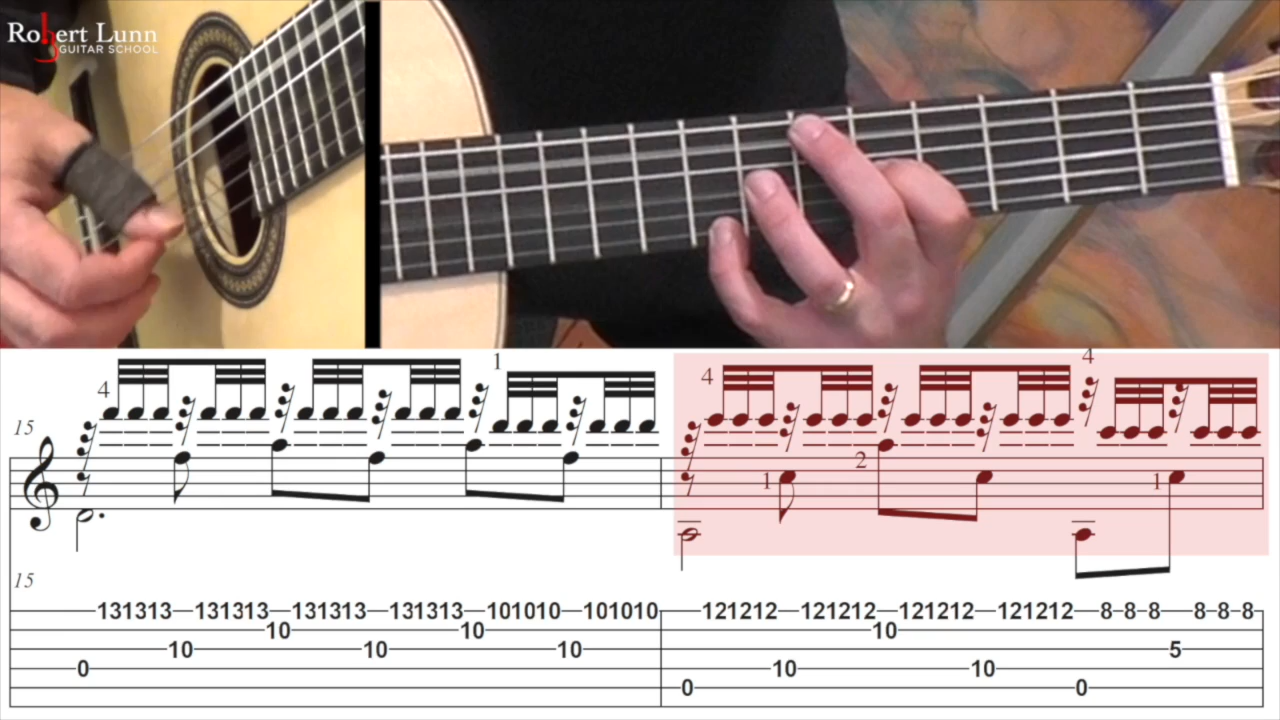 Robert Lunn
GUITAR SCHOOL
4 1 4 4
15
1 2 1
15
131313 131313 131313 131313 101010 101010 121212 121212 121212 121212 8-8-8 8-8-8
10 10 10
10 10 10 5
0 10 10
0 0